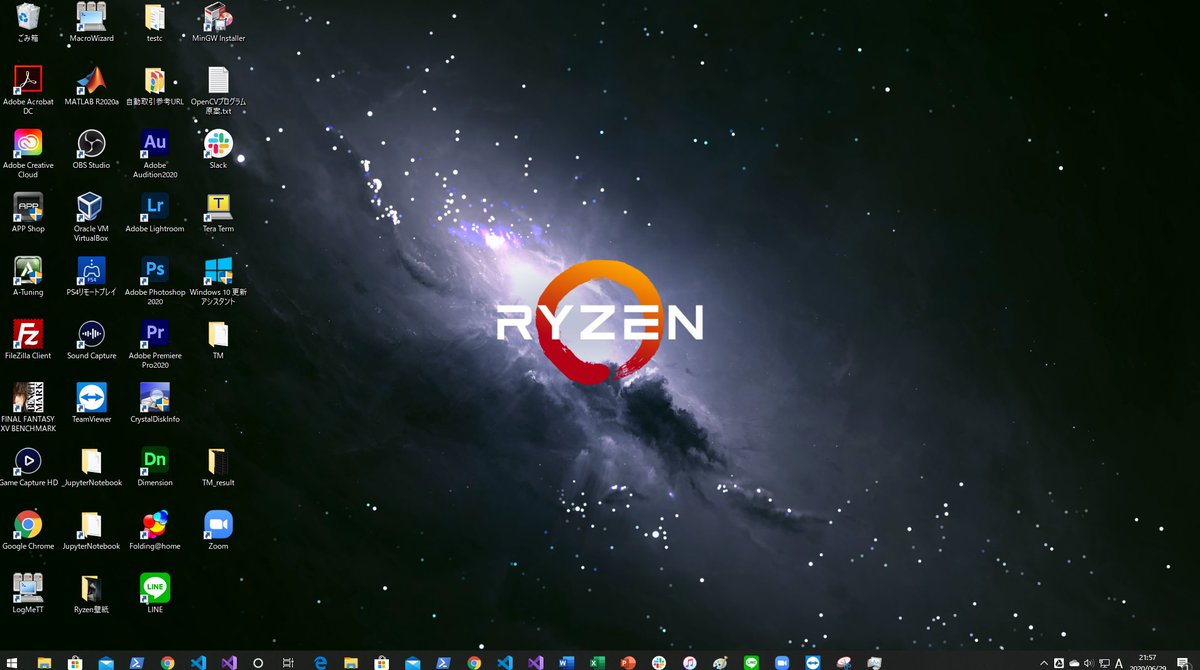 ごみ箱
MacroWizard
testc
MinGW Installer
Adobe Acrobat
DC
MATLAB R2020a
自動取引参考URL
OpenCVプログラム
原案.txt
Adobe Creative
Cloud
OBS Studio
Au
Adobe
Audition2020
Slack
APP
APP Shop
Oracle VM
VirtualBox
Lr
Adobe Lightroom
T
Tera Term
A-Tuning
PS4
PS4リモートプレイ
Ps
Adobe Photoshop
2020
Windows 10 更新
アシスタント
Fz
FileZilla Client
Sound Capture
Pr
Adobe Premiere
Pro2020
TM
BENCH
MARK
FINAL FANTASY
XV BENCHMARK
TeamViewer
CrystalDiskInfo
Game Capture HD
_JupyterNotebook
Dn
Dimension
TM_result
Google Chrome
JupyterNotebook
Folding@home
Zoom
LogMeTT
Ryzen壁紙
LINE
LINE
RYZEN
A
21:57
2020/06/29